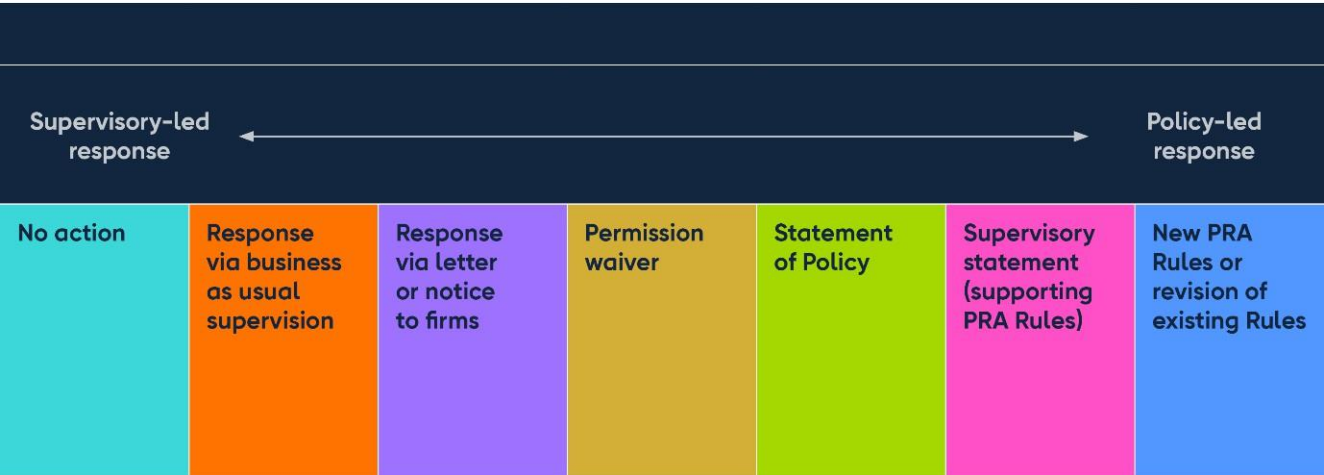 Supervisory-led
response
Policy-led
response
No action
Response
via business
as usual
supervision
Response
via letter
or notice
to firms
Permission
waiver
Statement
of Policy
Supervisory
statement
(supporting
PRA Rules)
New PRA
Rules or
revision of
existing Rules